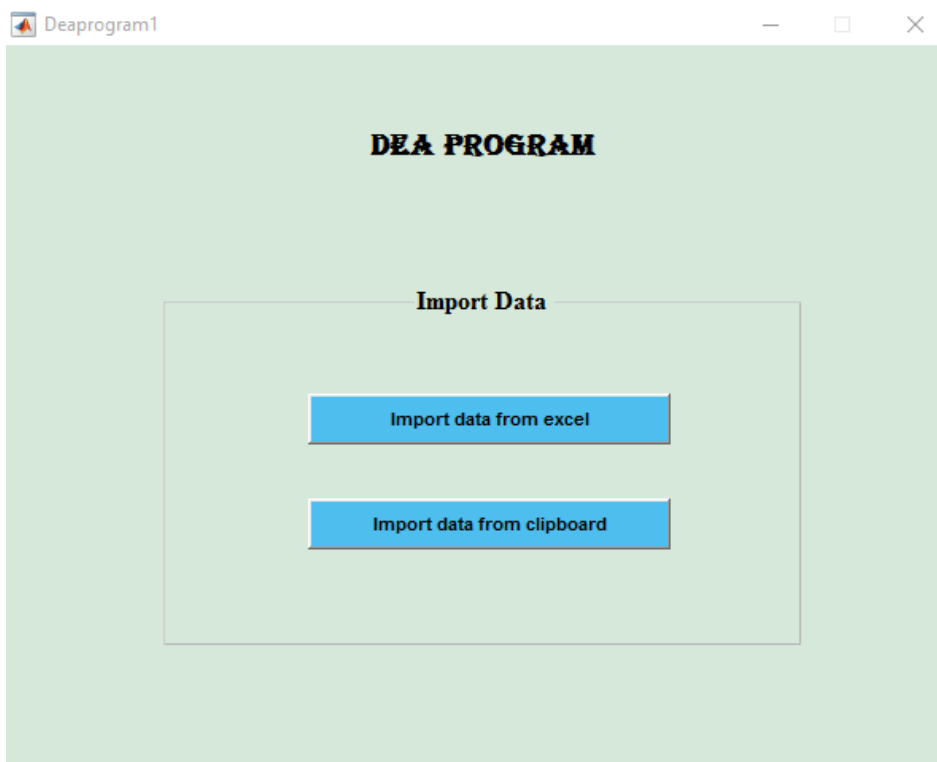 Deaprogram1
DEA PROGRAM
Import Data
Import data from excel
Import data from clipboard